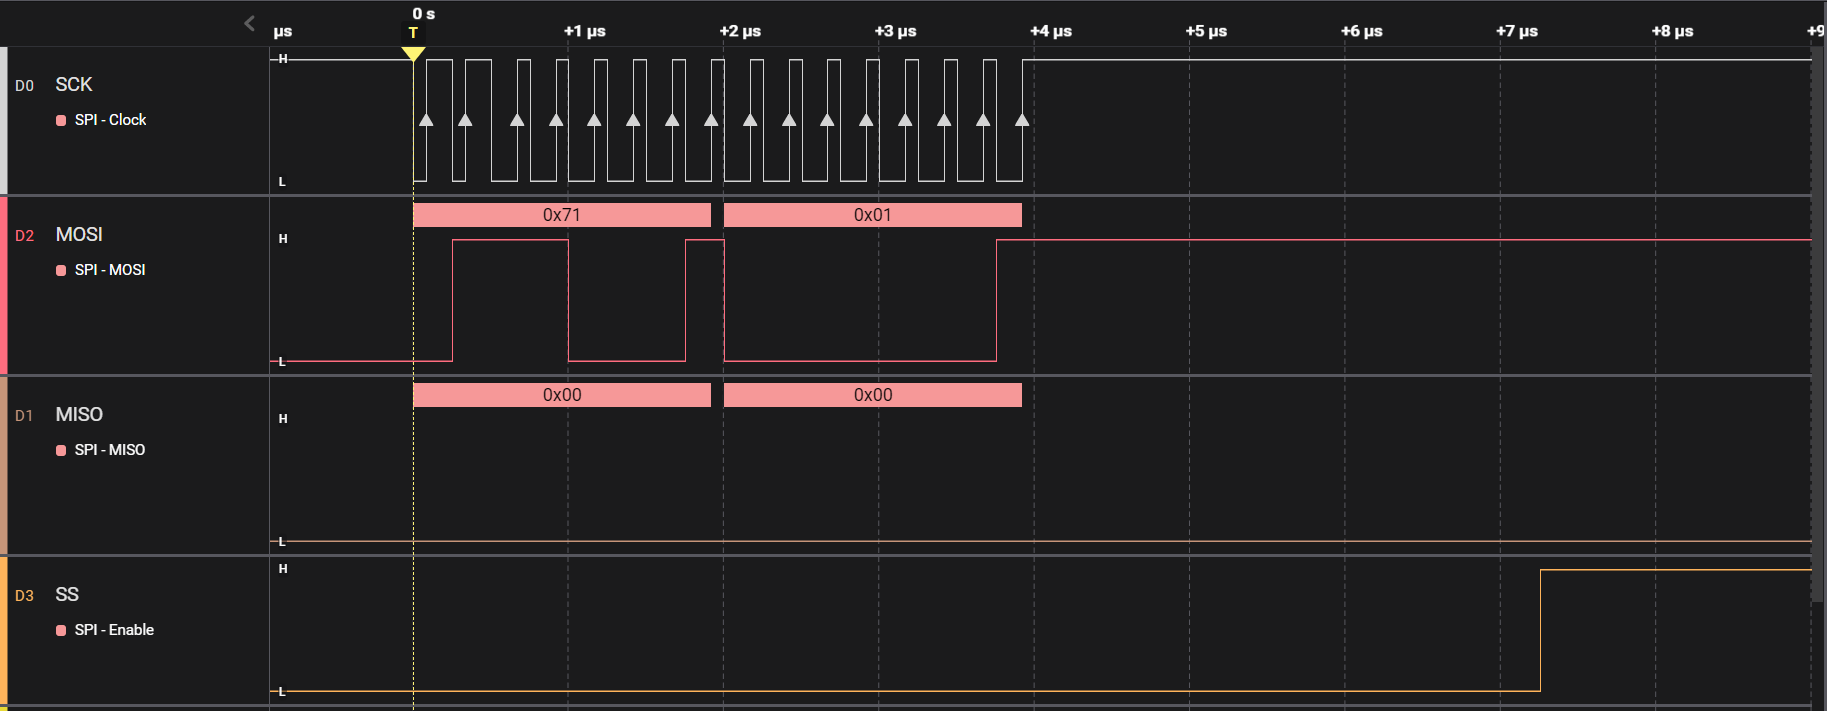 0 s
µs T +1 µs +2 µs +3 µs +4 µs +5 µs +6 µs +7 µs +8 µs +9
D0 SCK H
SPI - Clock
L
0x71 0x01
D2 MOSI H
SPI - MOSI
L
0x00 0x00
D1 MISO H
SPI - MISO
L
H
D3 SS
SPI - Enable
L